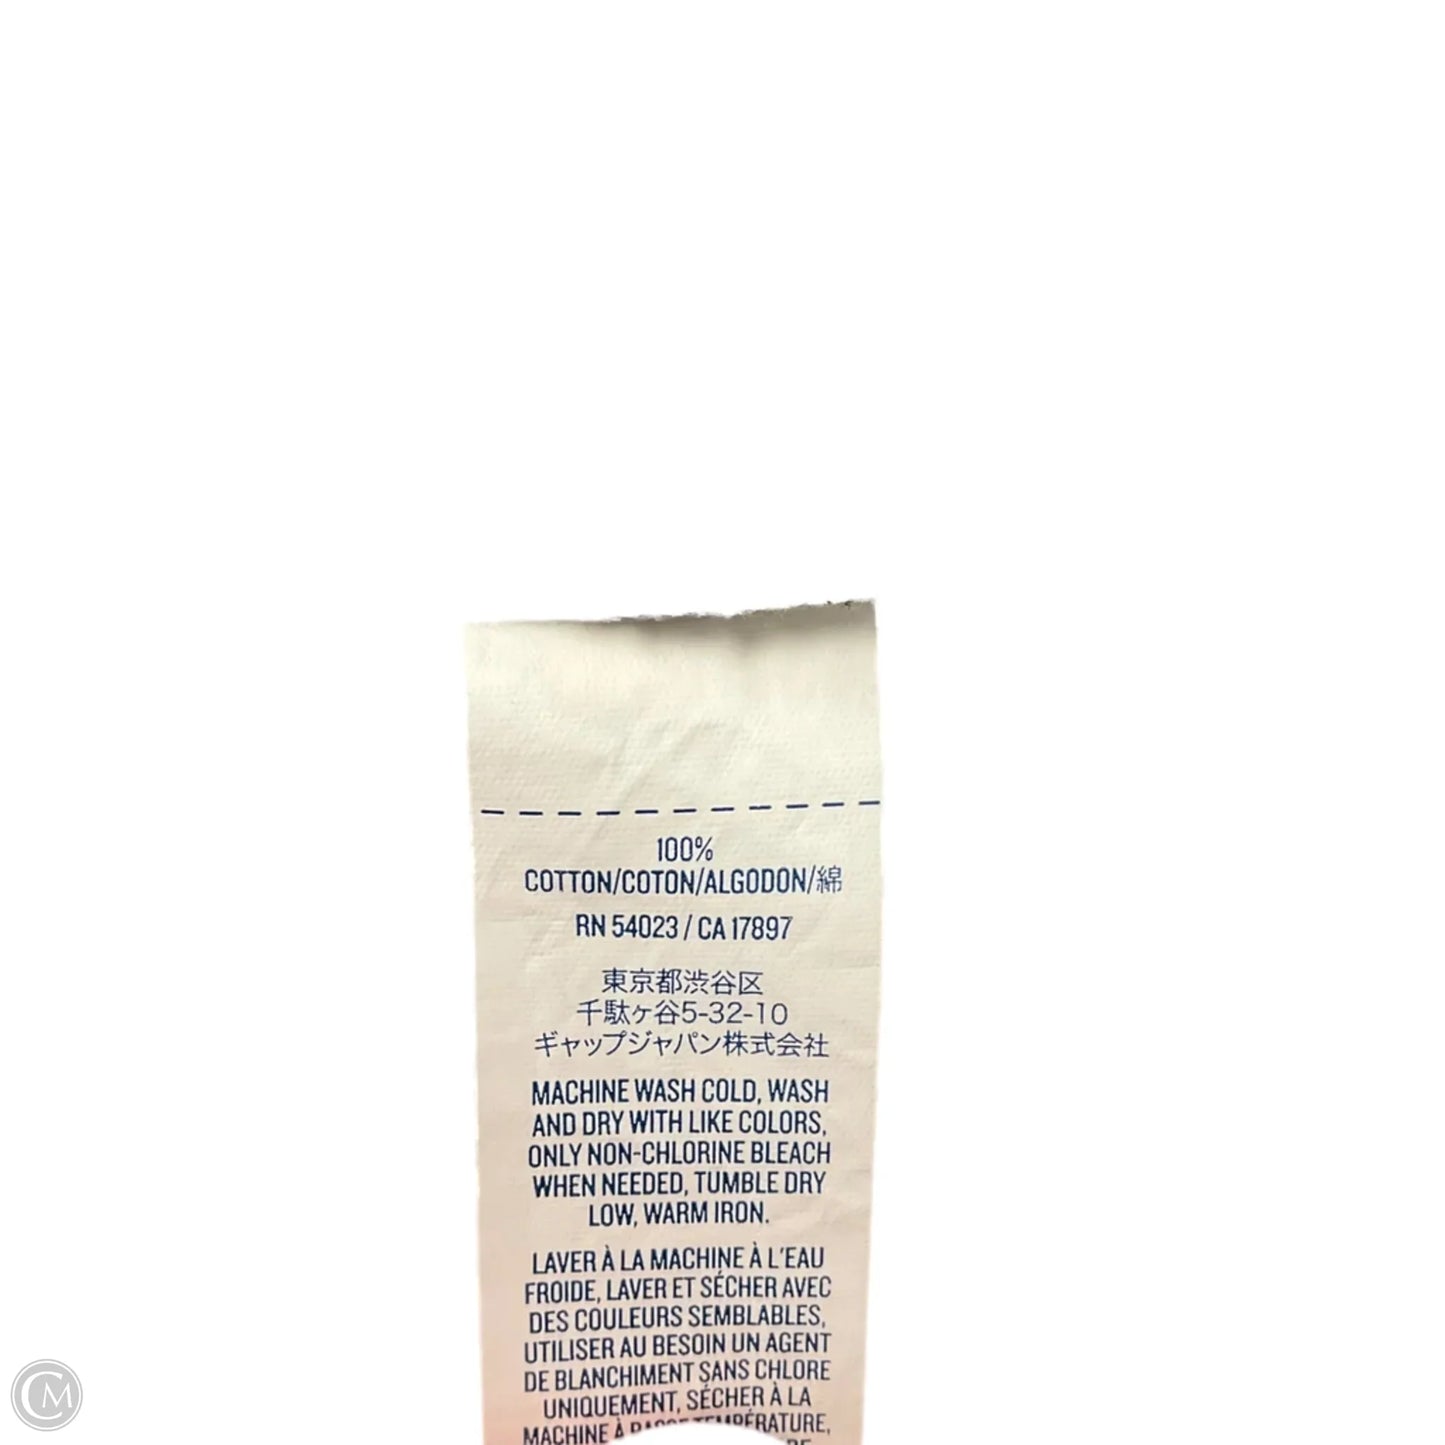 100%
COTTON/COTON/ALGODON/綿
RN 54023 / CA 17897
東京都渋谷区
千駄ヶ谷5-32-10
ギャップジャパン株式会社
MACHINE WASH COLD, WASH
AND DRY WITH LIKE COLORS,
ONLY NON-CHLORINE BLEACH
WHEN NEEDED, TUMBLE DRY
LOW, WARM IRON.
LAVER À LA MACHINE À L'EAU
FROIDE, LAVER ET SÉCHER AVEC
DES COULEURS SEMBLABLES,
UTILISER AU BESOIN UN AGENT
DE BLANCHIMENT SANS CHLORE
UNIQUEMENT, SÉCHER À LA
MACHINE À
CM